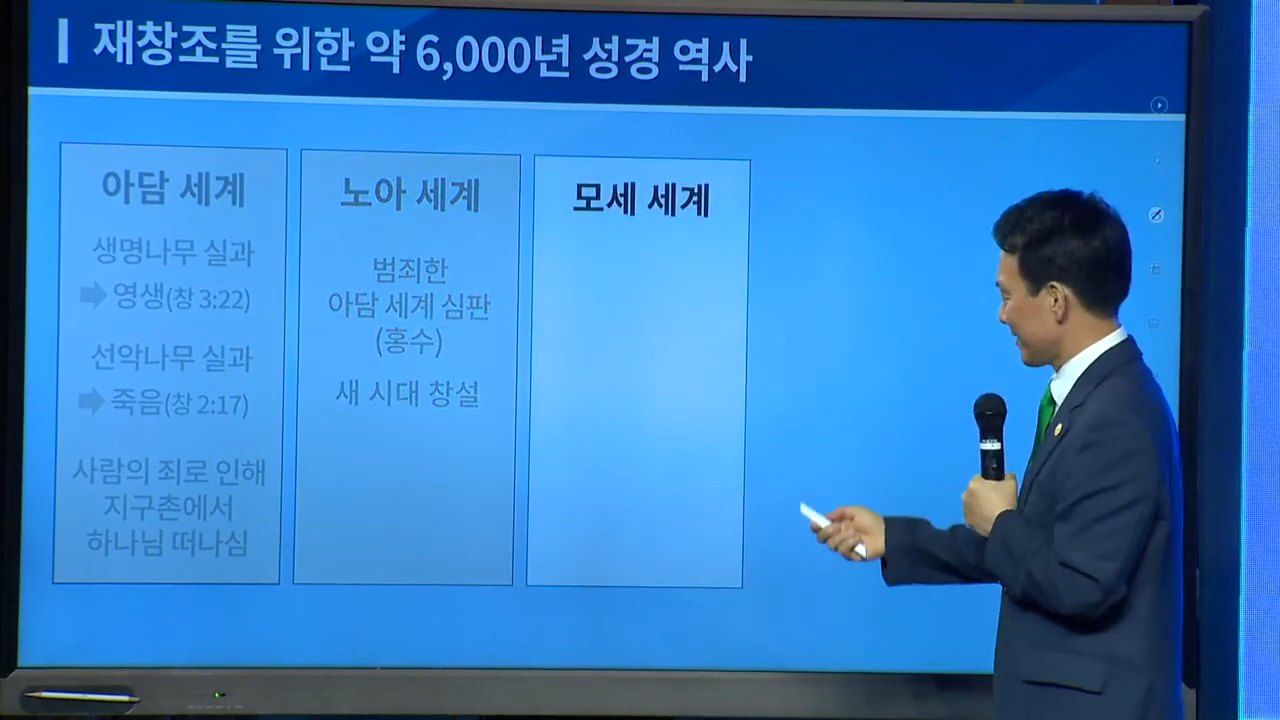 재창조를 위한 약 6,000년 성경 역사
아담 세계
생명나무 실과
➡ 영생(창 3:22)
선악나무 실과
➡ 죽음(창 2:17)
사람의 죄로 인해
지구촌에서
하나님 떠나심
노아 세계
범죄한
아담 세계 심판
(홍수)
새 시대 창설
모세 세계